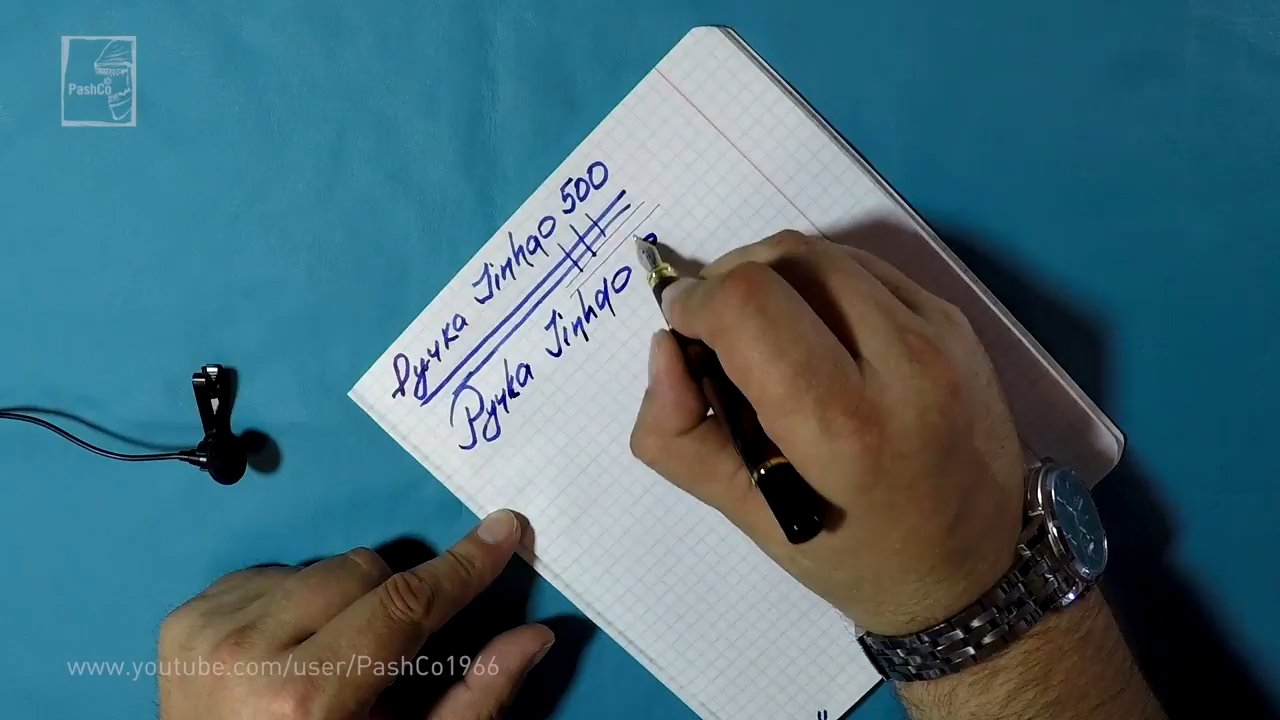 PashCo
Ручка Jinhao 500
Ручка Jinhao
www.youtube.com/user/PashCo1966